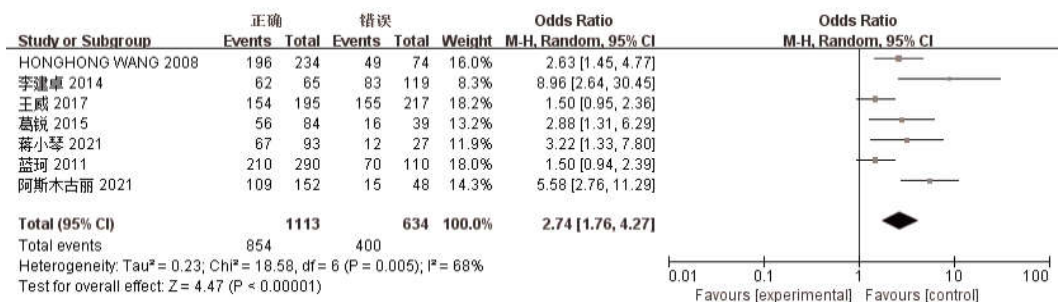 正确 错误 Odds Ratio Odds Ratio
Study or Subgroup Events Total Events Total Weight M-H, Random, 95% CI M-H, Random, 95% CI
HONGHONG WANG 2008 196 234 49 74 16.0% 2.63 [1.45, 4.77]
李建卓 2014 62 65 83 119 8.3% 8.96 [2.64, 30.45]
王威 2017 154 195 155 217 18.2% 1.50 [0.95, 2.36]
葛锐 2015 56 84 16 39 13.2% 2.88 [1.31, 6.29]
蒋小琴 2021 67 93 12 27 11.9% 3.22 [1.33, 7.80]
蓝珂 2011 210 290 70 110 18.0% 1.50 [0.94, 2.39]
阿斯木古丽 2021 109 152 15 48 14.3% 5.58 [2.76, 11.29]
Total (95% CI) 1113 634 100.0% 2.74 [1.76, 4.27]
Total events 854 400
Heterogeneity: Tau² = 0.23; Chi² = 18.58, df = 6 (P = 0.005); I² = 68%
Test for overall effect: Z = 4.47 (P < 0.00001)
0.01 0.1 1 10 100
Favours [experimental] Favours [control]